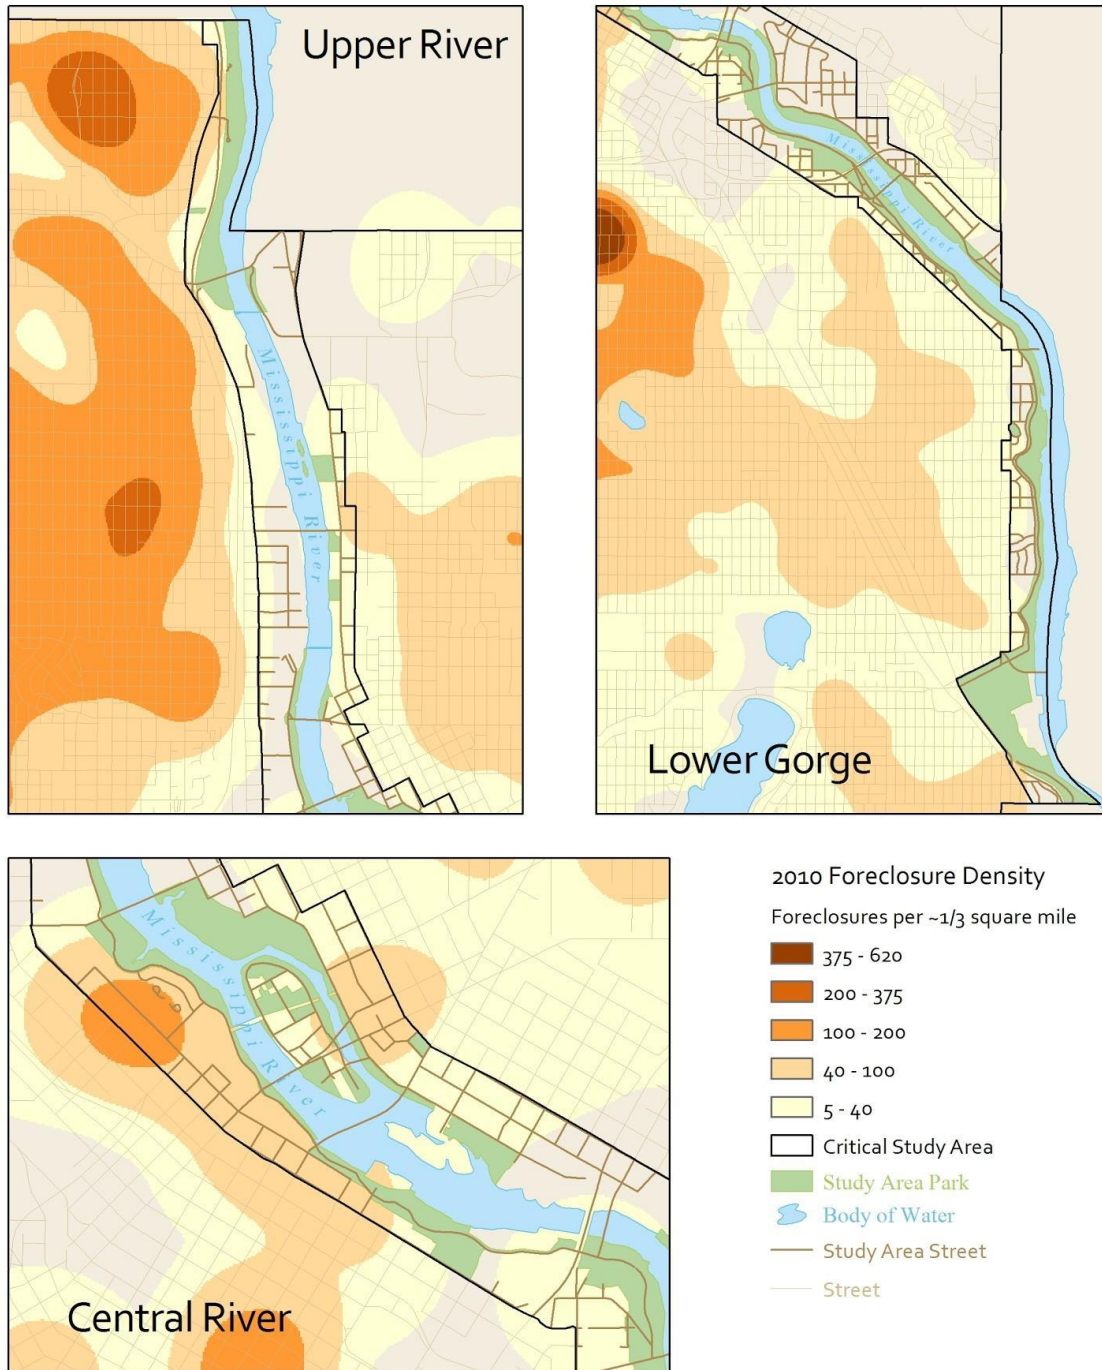 Upper River
Mississippi River
Mississippi River
Lower Gorge
Mississippi River
Central River
2010 Foreclosure Density
Foreclosures per ~1/3 square mile
375 - 620
200 - 375
100 - 200
40 - 100
5 - 40
Critical Study Area
Study Area Park
Body of Water
Study Area Street
Street